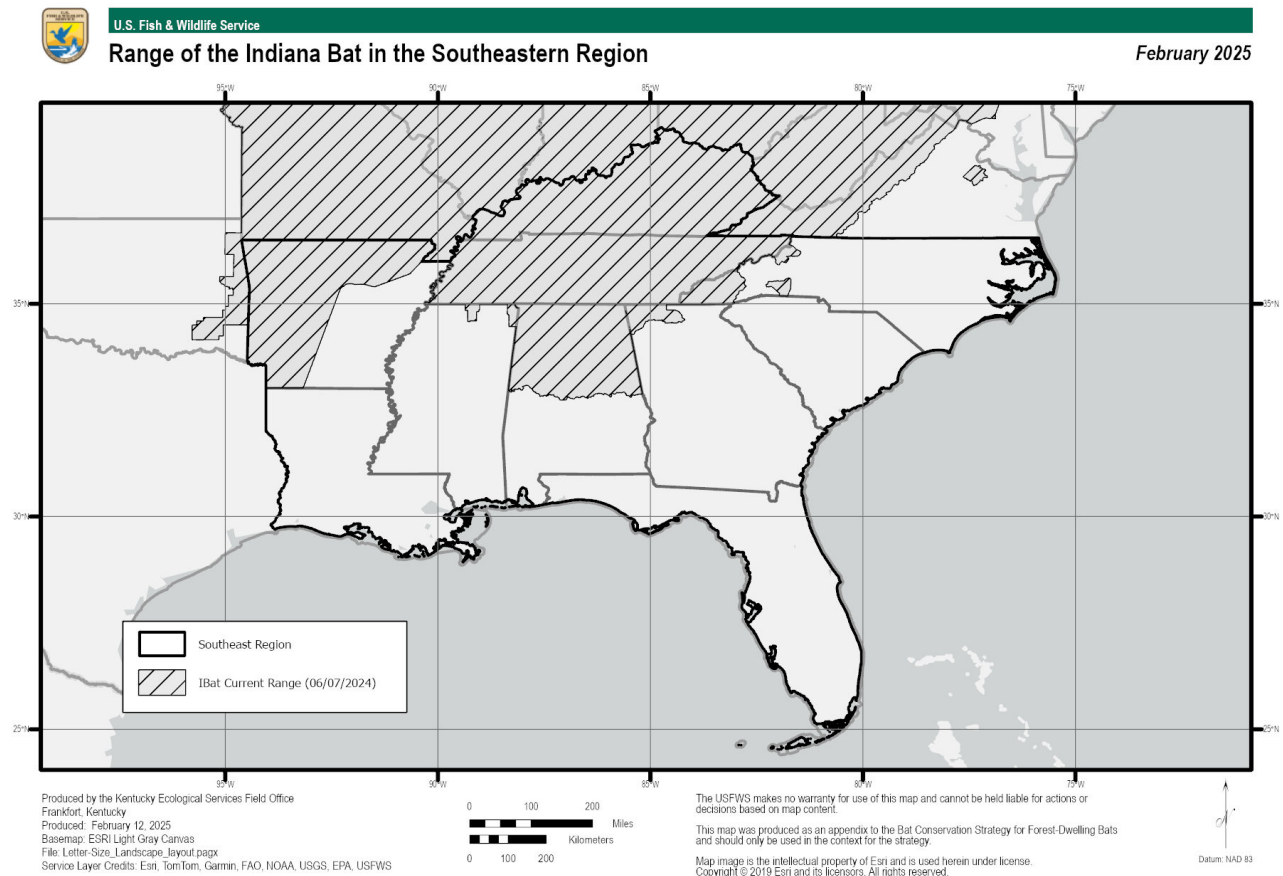 U.S.
FISH & WILDLIFE
SERVICE
U.S. Fish & Wildlife Service
Range of the Indiana Bat in the Southeastern Region
February 2025
95°W 90°W 85°W 80°W 75°W
35°N 35°N
30°N 30°N
25°N 25°N
Southeast Region
IBat Current Range (06/07/2024)
95°W 90°W 85°W 80°W 75°W
Produced by the Kentucky Ecological Services Field Office
Frankfort, Kentucky
Produced: February 12, 2025
Basemap: ESRI Light Gray Canvas
File: Letter-Size_Landscape_layout.pagx
Service Layer Credits: Esri, TomTom, Garmin, FAO, NOAA, USGS, EPA, USFWS
0 100 200
Miles
Kilometers
0 100 200
The USFWS makes no warranty for use of this map and cannot be held liable for actions or
decisions based on map content.
This map was produced as an appendix to the Bat Conservation Strategy for Forest-Dwelling Bats
and should only be used in the context for the strategy.
Map image is the intellectual property of Esri and is used herein under license.
Copyright © 2019 Esri and its licensors. All rights reserved.
Datum: NAD 83